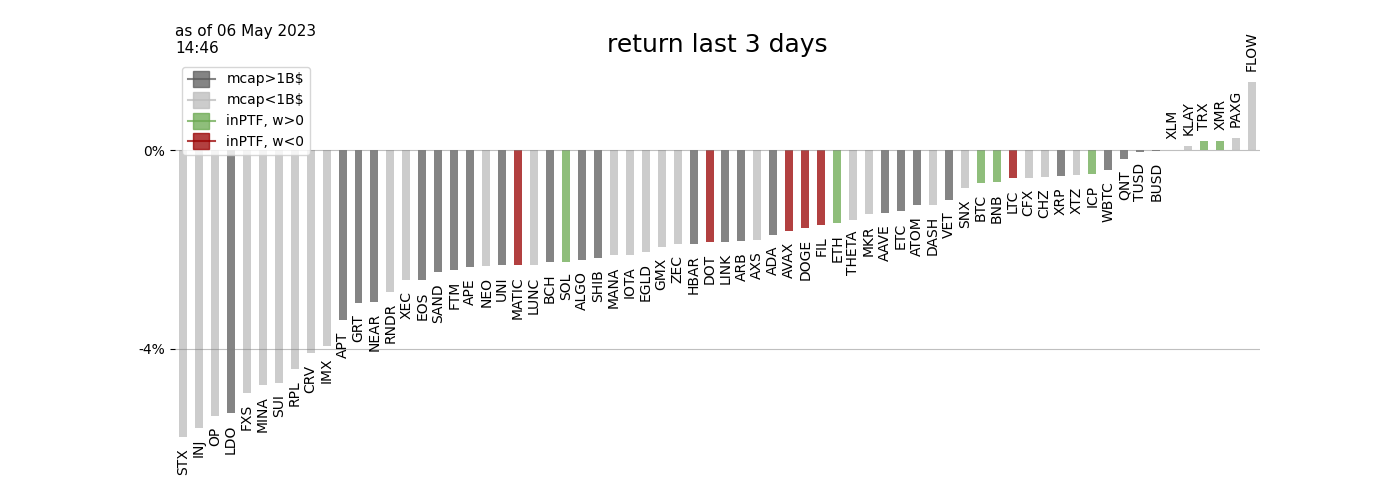 as of 06 May 2023
14:46
return last 3 days
mcap>1B$
mcap<1B$
inPTF, w>0
inPTF, w<0
0%
-4%
STX
INJ
OP
LDO
FXS
MINA
SUI
RPL
CRV
IMX
APT
GRT
NEAR
RNDR
XEC
EOS
SAND
FTM
APE
NEO
UNI
MATIC
LUNC
BCH
SOL
ALGO
SHIB
MANA
IOTA
EGLD
GMX
ZEC
HBAR
DOT
LINK
ARB
AXS
ADA
AVAX
DOGE
FIL
ETH
THETA
MKR
AAVE
ETC
ATOM
DASH
VET
SNX
BTC
BNB
LTC
CFX
CHZ
XRP
XTZ
ICP
WBTC
QNT
TUSD
BUSD
XLM
KLAY
TRX
XMR
PAXG
FLOW